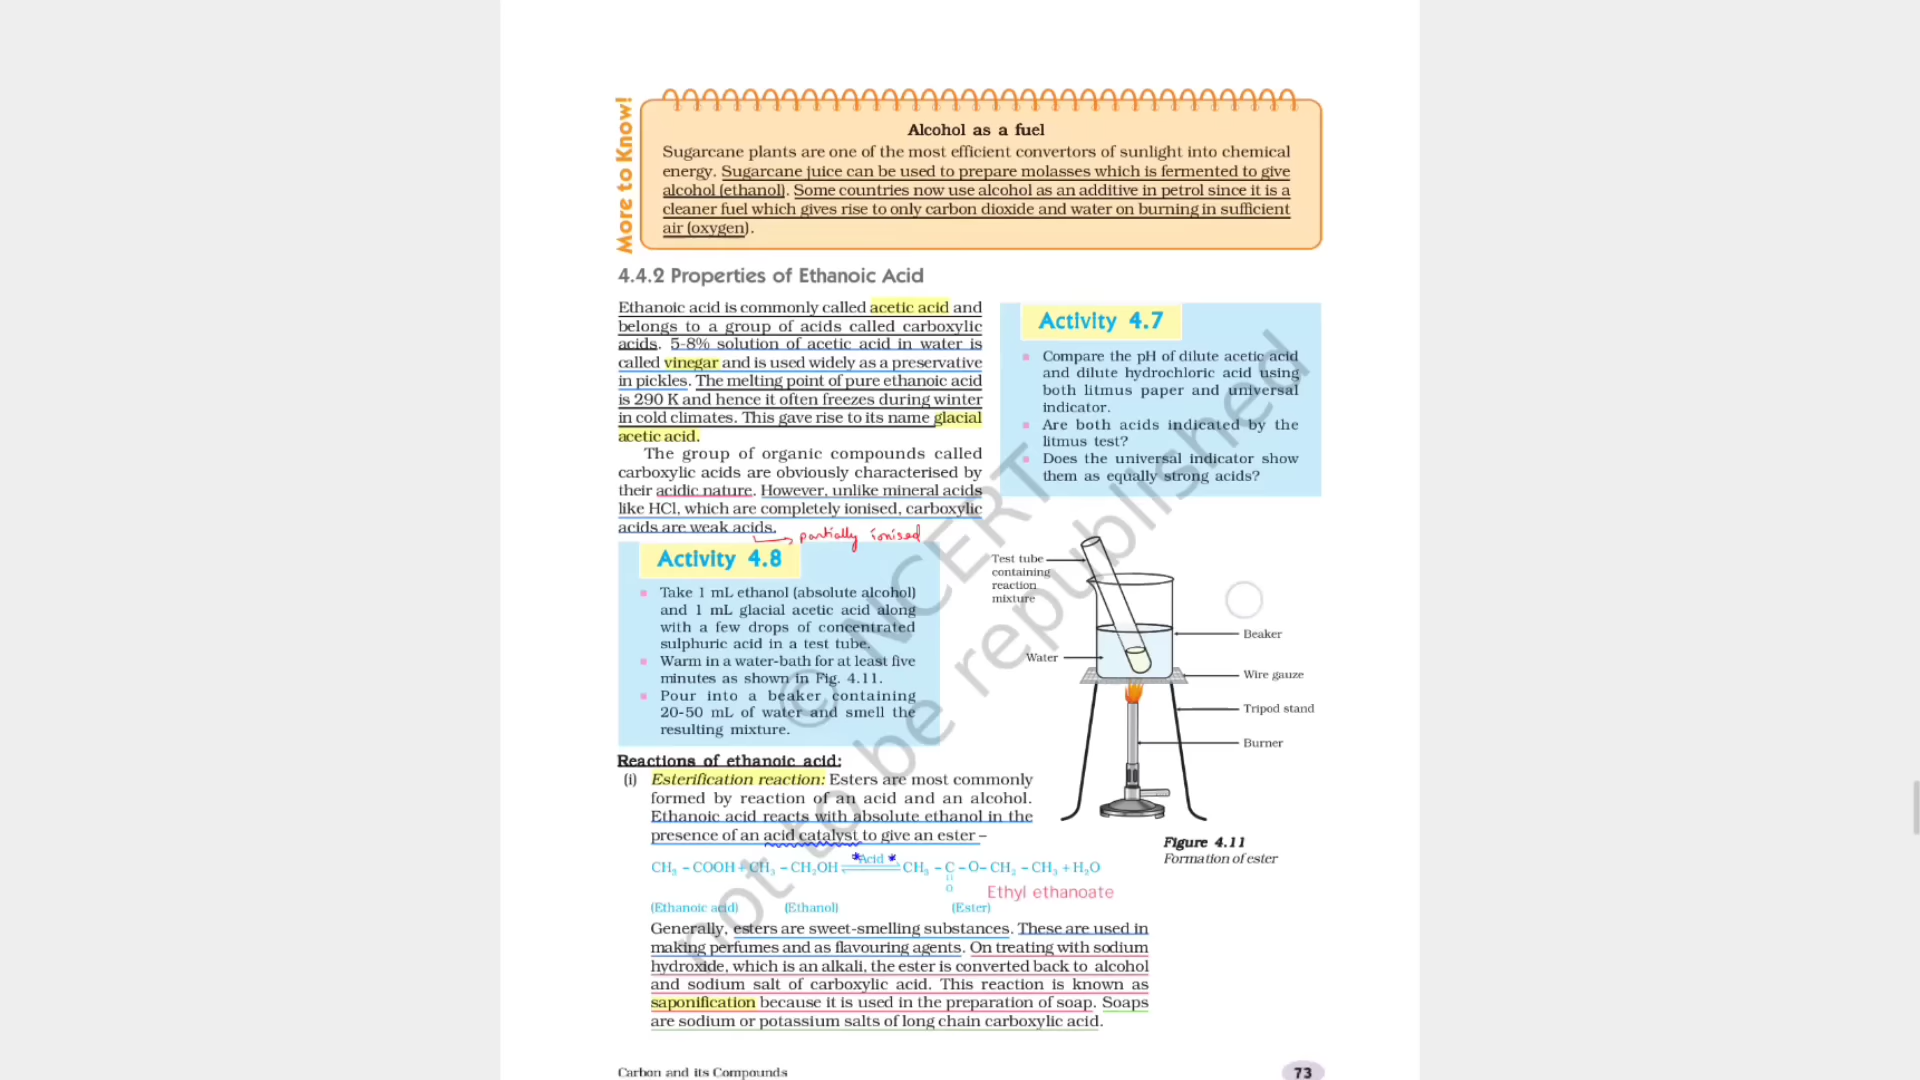 More to Know!
Alcohol as a fuel
Sugarcane plants are one of the most efficient convertors of sunlight into chemical
energy. Sugarcane juice can be used to prepare molasses which is fermented to give
alcohol (ethanol). Some countries now use alcohol as an additive in petrol since it is a
cleaner fuel which gives rise to only carbon dioxide and water on burning in sufficient
air (oxygen).
4.4.2 Properties of Ethanoic Acid
Ethanoic acid is commonly called acetic acid and
belongs to a group of acids called carboxylic
acids. 5-8% solution of acetic acid in water is
called vinegar and is used widely as a preservative
in pickles. The melting point of pure ethanoic acid
is 290 K and hence it often freezes during winter
in cold climates. This gave rise to its name glacial
acetic acid.
The group of organic compounds called
carboxylic acids are obviously characterised by
their acidic nature. However, unlike mineral acids
like HCl, which are completely ionised, carboxylic
acids are weak acids.
partially ionised
Activity 4.7
Compare the pH of dilute acetic acid
and dilute hydrochloric acid using
both litmus paper and universal
indicator.
Are both acids indicated by the
litmus test?
Does the universal indicator show
them as equally strong acids?
Activity 4.8
Take 1 mL ethanol (absolute alcohol)
and 1 mL glacial acetic acid along
with a few drops of concentrated
sulphuric acid in a test tube.
Warm in a water-bath for at least five
minutes as shown in Fig. 4.11.
Pour into a beaker containing
20-50 mL of water and smell the
resulting mixture.
Test tube
containing
reaction
mixture
Water
Beaker
Wire gauze
Tripod stand
Burner
Figure 4.11
Formation of ester
Reactions of ethanoic acid:
(i) Esterification reaction: Esters are most commonly
formed by reaction of an acid and an alcohol.
Ethanoic acid reacts with absolute ethanol in the
presence of an acid catalyst to give an ester –
*Acid *
CH₃ – COOH + CH₃ – CH₂OH ⇌ CH₃ – C – O – CH₂ – CH₃ + H₂O
O
Ethyl ethanoate
(Ethanoic acid) (Ethanol) (Ester)
Generally, esters are sweet-smelling substances. These are used in
making perfumes and as flavouring agents. On treating with sodium
hydroxide, which is an alkali, the ester is converted back to alcohol
and sodium salt of carboxylic acid. This reaction is known as
saponification because it is used in the preparation of soap. Soaps
are sodium or potassium salts of long chain carboxylic acid.
Carbon and its Compounds
73
© NCERT
not to be republished